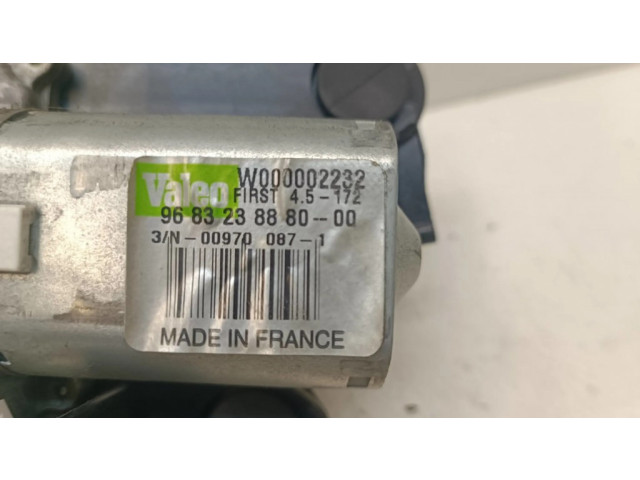 Valeo W000002232
FIRST 4.5-172
96 83 23 88 80-00
3/N-00970 087-1
MADE IN FRANCE